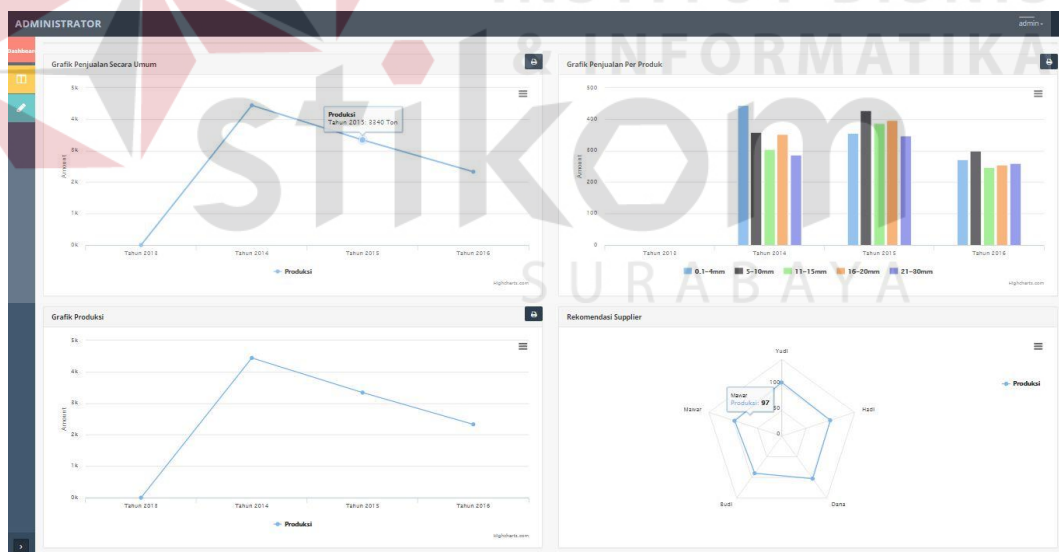 & INFORMATIKA
stikom
SURABAYA
ADMINISTRATOR
admin
Dashboard
Grafik Penjualan Secara Umum
5k
4k
3k
2k
1k
0k
Amount
Produksi
Tahun 2015: 3340 Ton
Tahun 2013
Tahun 2014
Tahun 2015
Tahun 2016
Produksi
Highcharts.com
Grafik Penjualan Per Produk
500
400
300
200
100
0
Amount
Tahun 2013
Tahun 2014
Tahun 2015
Tahun 2016
0.1-4mm
5-10mm
11-15mm
16-20mm
21-30mm
Highcharts.com
Grafik Produksi
5k
4k
3k
2k
1k
0k
Amount
Tahun 2013
Tahun 2014
Tahun 2015
Tahun 2016
Produksi
Highcharts.com
Rekomendasi Supplier
Yudi
Hadi
Dana
Budi
Mawar
100
50
0
Mawar
Produksi: 97
Produksi